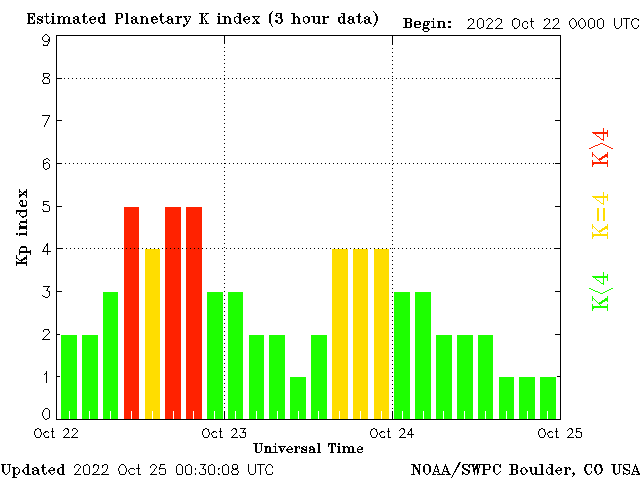 Estimated Planetary K index (3 hour data)
Begin: 2022 Oct 22 0000 UTC
9
8
7
6
5
4
3
2
1
0
Kp index
K>4
K=4
K<4
Oct 22 Oct 23 Oct 24 Oct 25
Universal Time
Updated 2022 Oct 25 00:30:08 UTC
NOAA/SWPC Boulder, CO USA